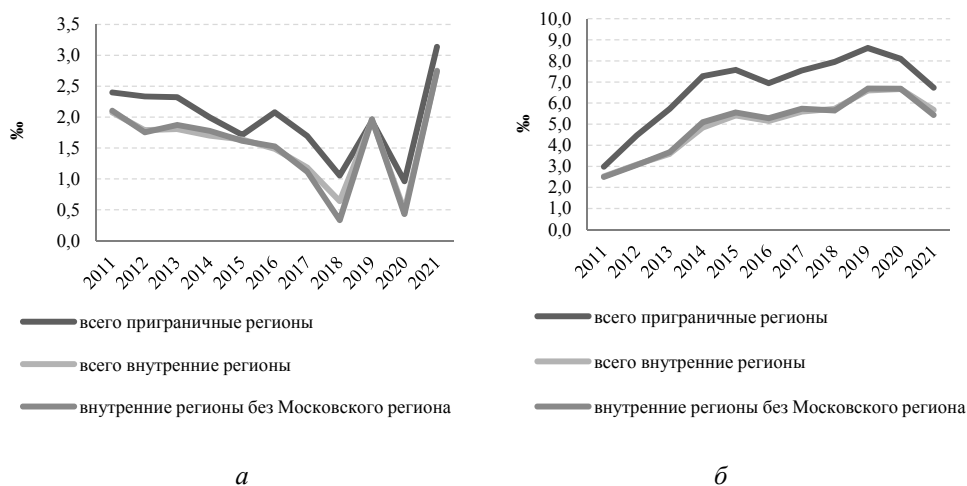 3,5
3,0
2,5
2,0
1,5
1,0
0,5
0,0
‰
2011 2012 2013 2014 2015 2016 2017 2018 2019 2020 2021
всего приграничные регионы
всего внутренние регионы
внутренние регионы без Московского региона
а
10,0
9,0
8,0
7,0
6,0
5,0
4,0
3,0
2,0
1,0
0,0
‰
2011 2012 2013 2014 2015 2016 2017 2018 2019 2020 2021
всего приграничные регионы
всего внутренние регионы
внутренние регионы без Московского региона
б